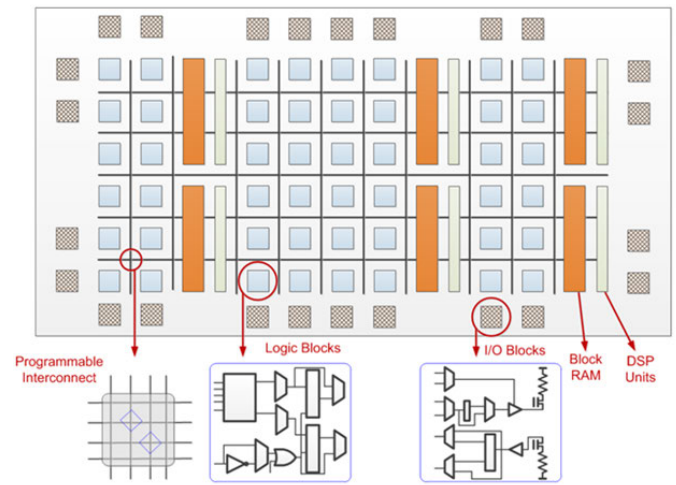 Programmable
Interconnect
Logic Blocks
I/O Blocks
Block
RAM
DSP
Units